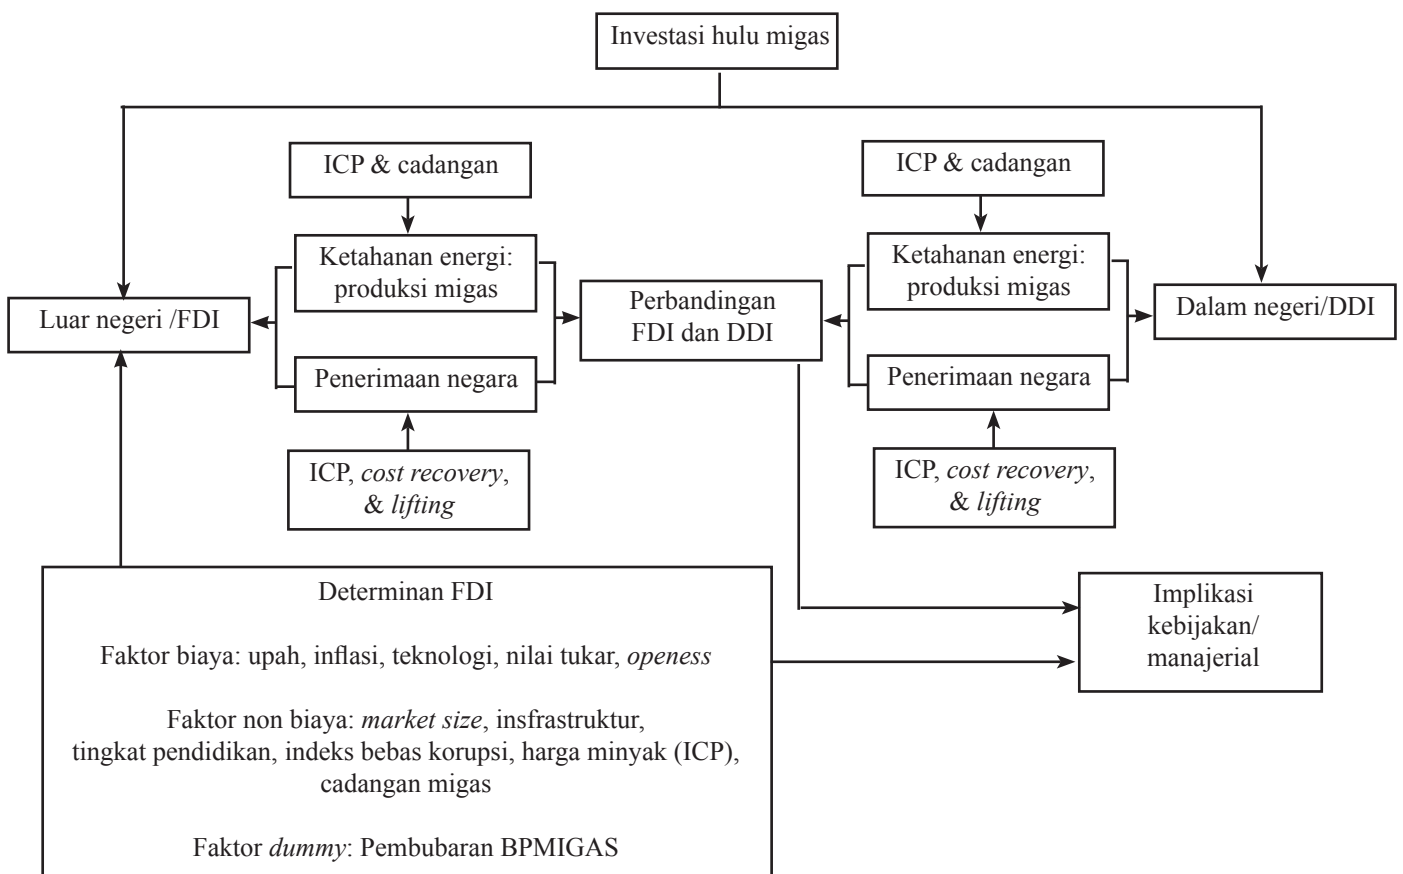 Investasi hulu migas
ICP & cadangan
ICP & cadangan
Ketahanan energi:
produksi migas
Ketahanan energi:
produksi migas
Luar negeri /FDI
Perbandingan
FDI dan DDI
Dalam negeri/DDI
Penerimaan negara
Penerimaan negara
ICP, cost recovery,
& lifting
ICP, cost recovery,
& lifting
Determinan FDI
Faktor biaya: upah, inflasi, teknologi, nilai tukar, openess
Faktor non biaya: market size, insfrastruktur,
tingkat pendidikan, indeks bebas korupsi, harga minyak (ICP),
cadangan migas
Faktor dummy: Pembubaran BPMIGAS
Implikasi
kebijakan/
manajerial